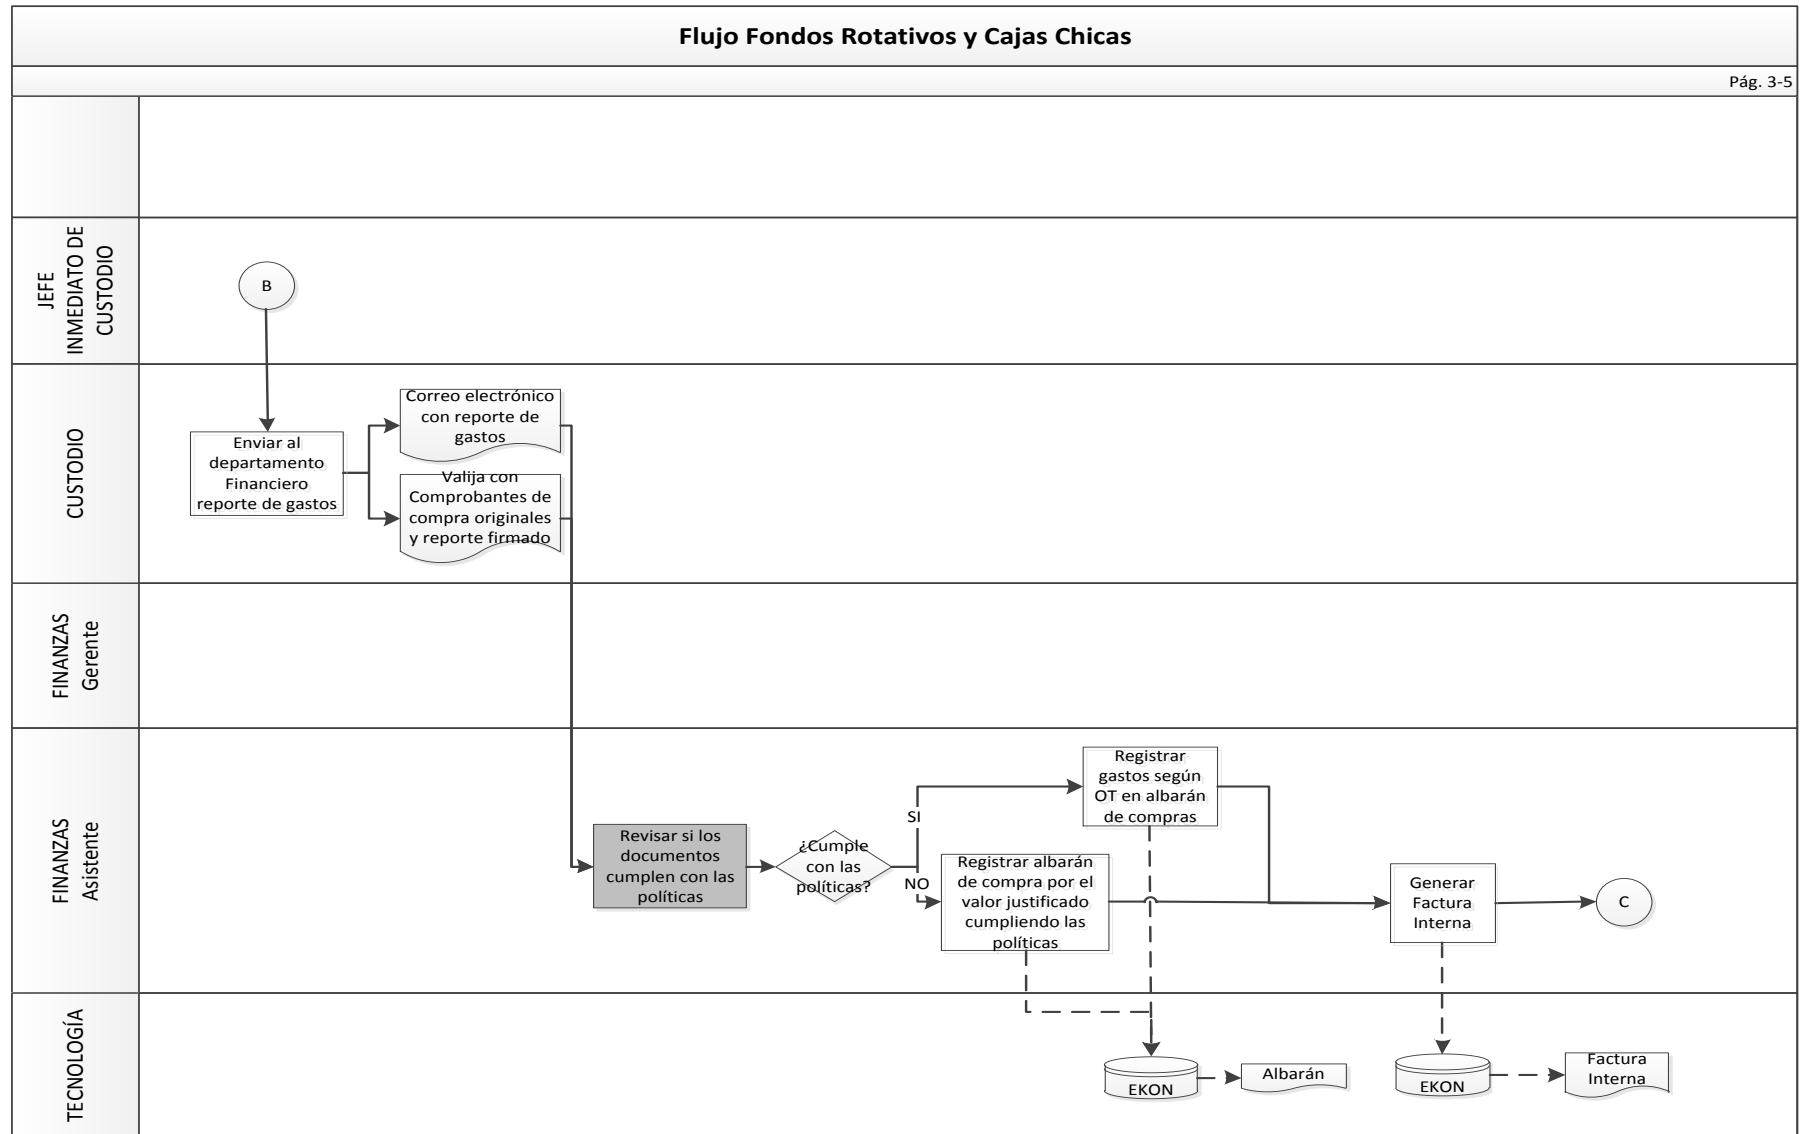 Flujo Fondos Rotativos y Cajas Chicas
Pág. 3-5
JEFE
INMEDIATO DE
CUSTODIO
B
CUSTODIO
Enviar al
departamento
Financiero
reporte de gastos
Correo electrónico
con reporte de
gastos
Valija con
Comprobantes de
compra originales
y reporte firmado
FINANZAS
Gerente
FINANZAS
Asistente
Revisar si los
documentos
cumplen con las
políticas
¿Cumple
con las
políticas?
SI
NO
Registrar
gastos según
OT en albarán
de compras
Registrar albarán
de compra por el
valor justificado
cumpliendo las
políticas
Generar
Factura
Interna
C
TECNOLOGÍA
EKON
Albarán
EKON
Factura
Interna